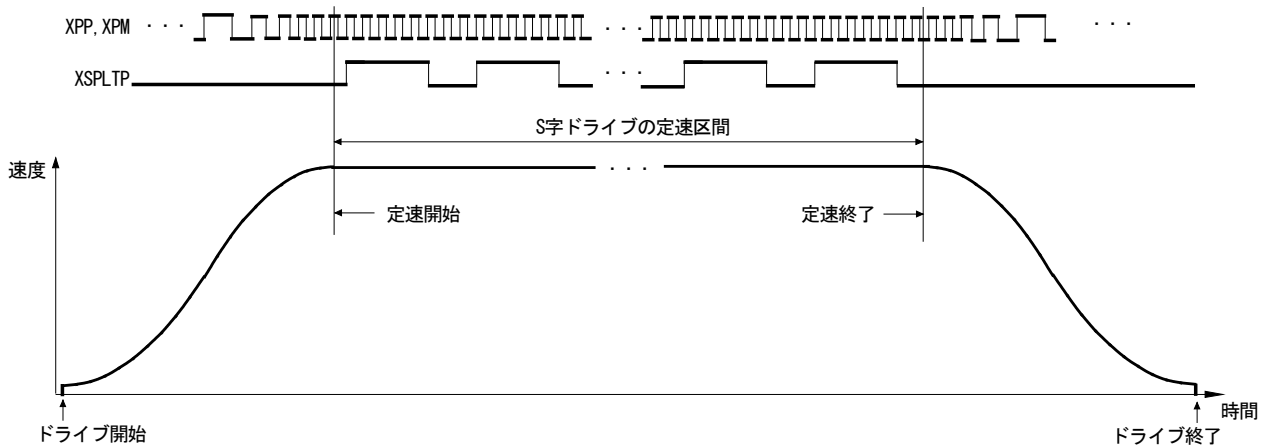 XPP, XPM ・・・ ・・・ ・・・
XSPLTP ・・・
S字ドライブの定速区間
速度 ・・・
定速開始 定速終了
時間
ドライブ開始 ドライブ終了